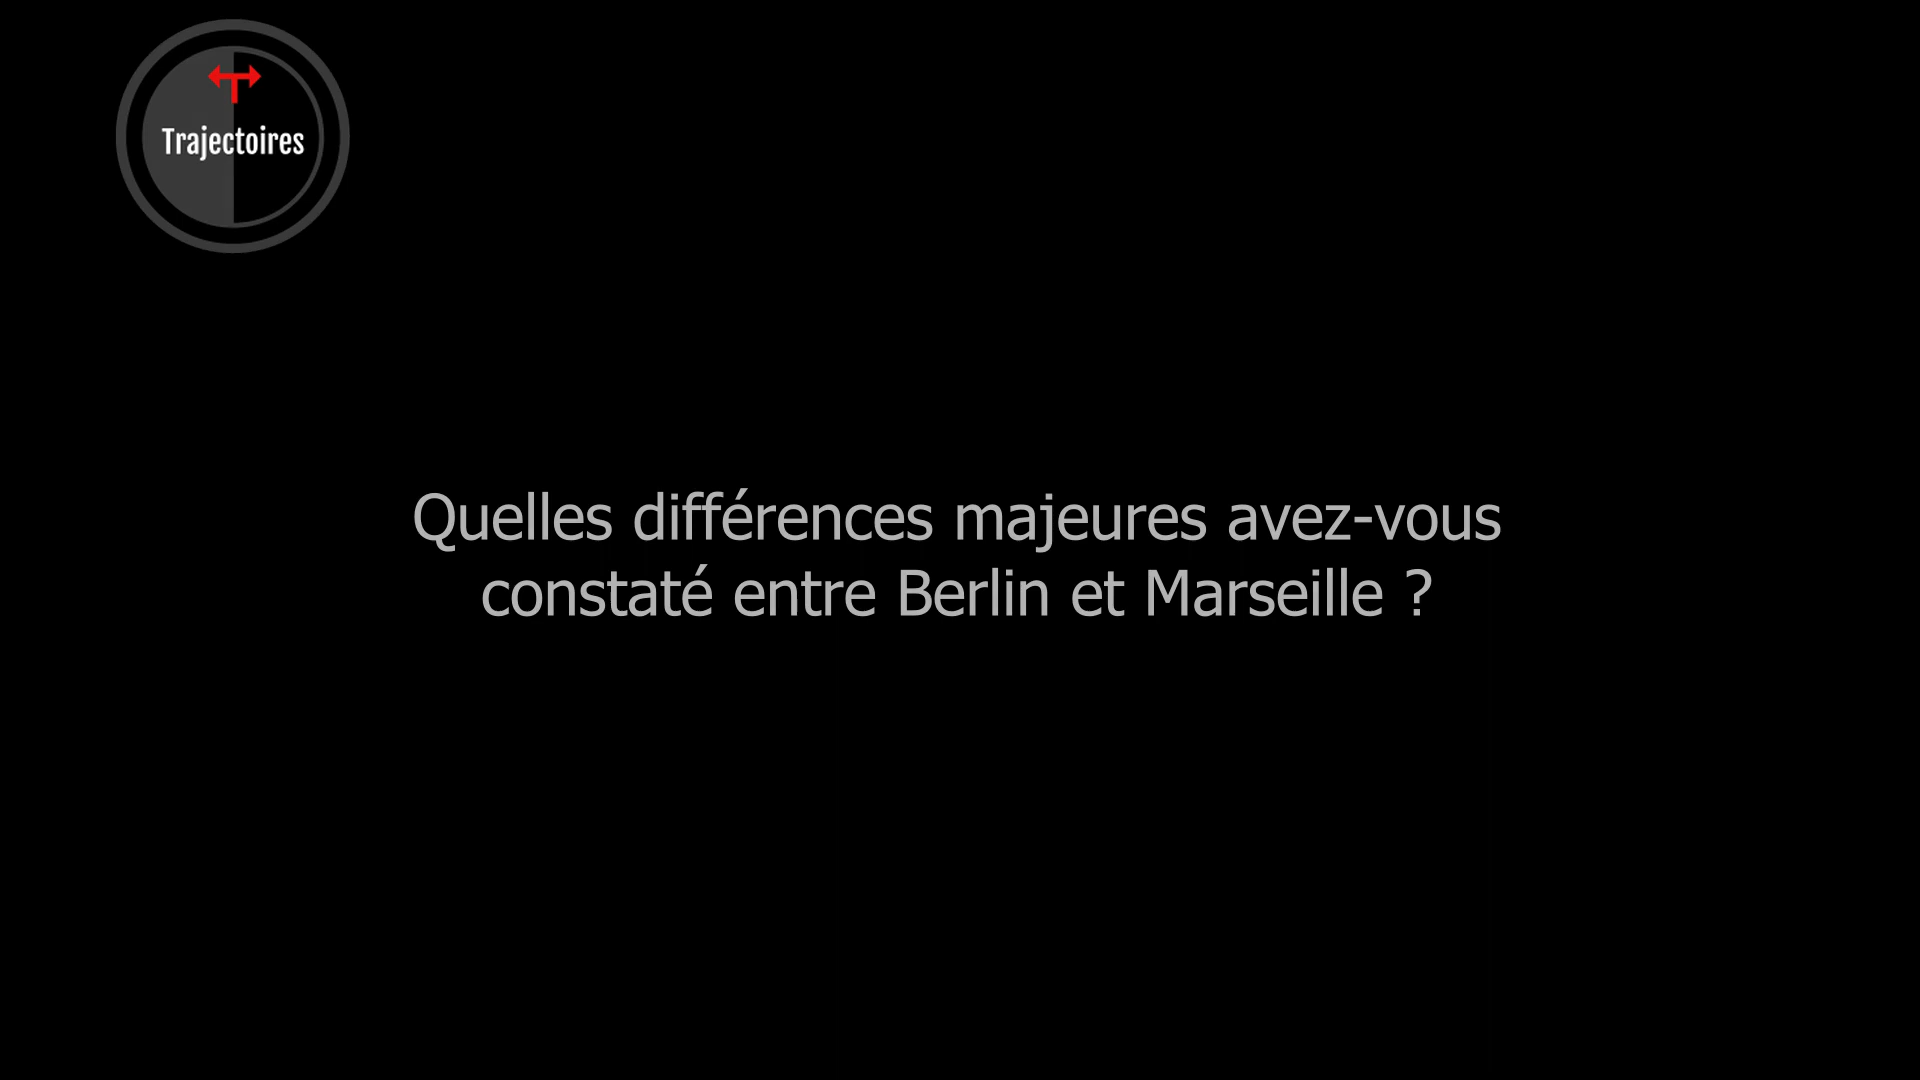 Trajectoires
Quelles différences majeures avez-vous
constaté entre Berlin et Marseille ?